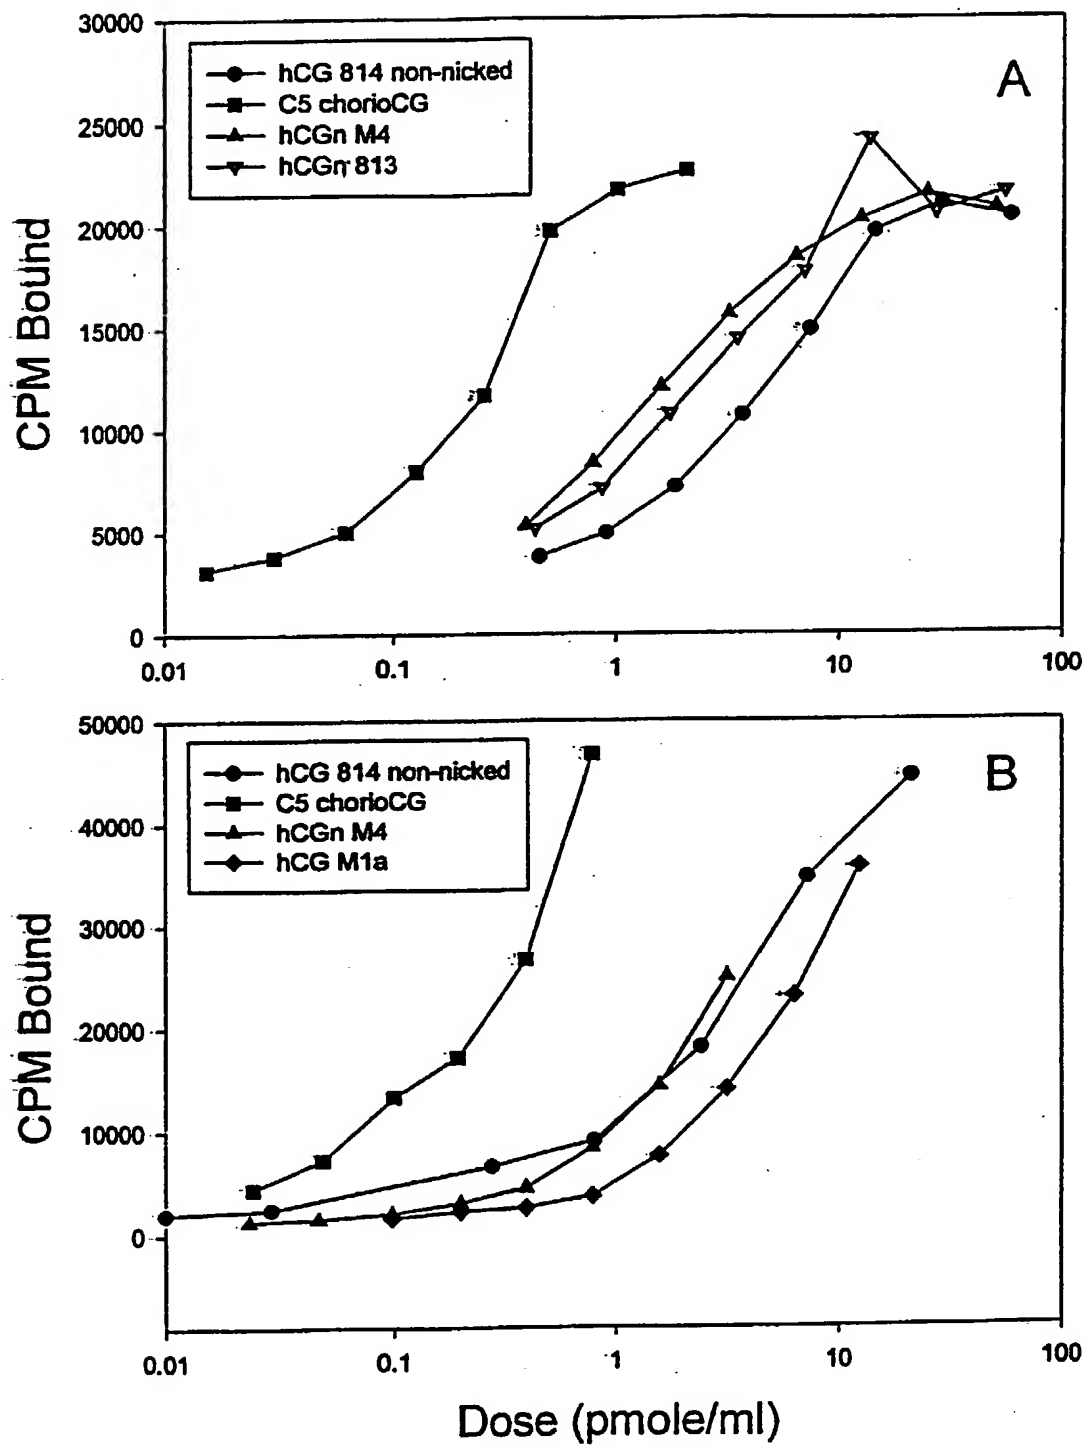 30000
25000
20000
15000
10000
5000
0
CPM Bound
hCG 814 non-nicked
C5 chorioCG
hCGn M4
hCGn 813
A
0.01
0.1
1
10
100
50000
40000
30000
20000
10000
0
CPM Bound
hCG 814 non-nicked
C5 chorioCG
hCGn M4
hCG M1a
B
0.01
0.1
1
10
100
Dose (pmole/ml)